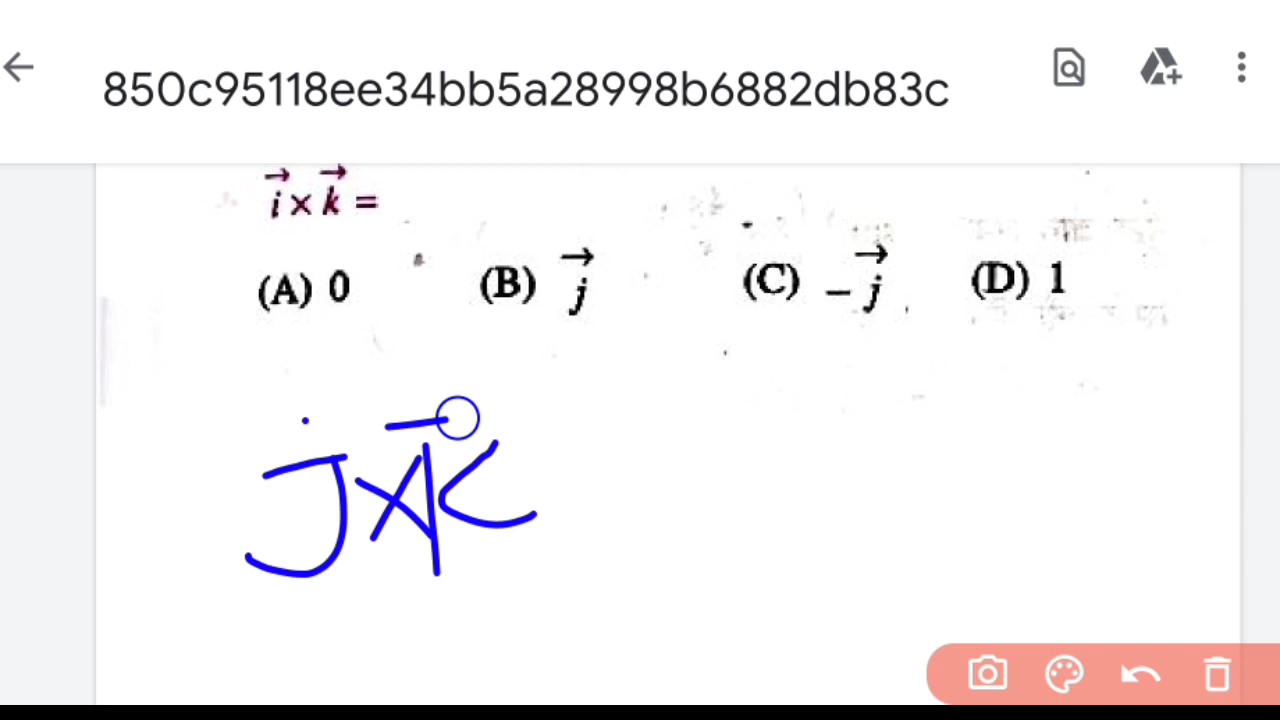 850c95118ee34bb5a28998b6882db83c
i⃗ × k⃗ =
(A) 0 (B) j⃗ (C) – j⃗ (D) 1
j × k